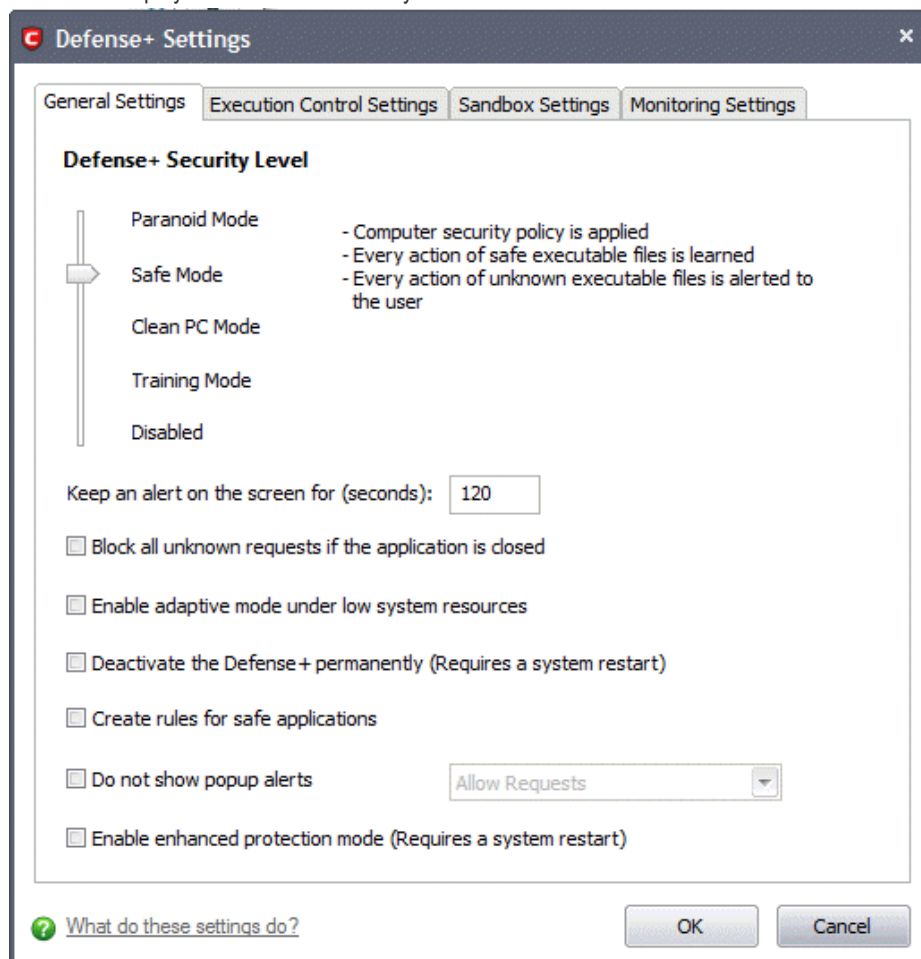 Defense+ Settings
General Settings
Execution Control Settings
Sandbox Settings
Monitoring Settings
Defense+ Security Level
Paranoid Mode
Safe Mode
Clean PC Mode
Training Mode
Disabled
- Computer security policy is applied
- Every action of safe executable files is learned
- Every action of unknown executable files is alerted to
the user
Keep an alert on the screen for (seconds): 120
Block all unknown requests if the application is closed
Enable adaptive mode under low system resources
Deactivate the Defense+ permanently (Requires a system restart)
Create rules for safe applications
Do not show popup alerts Allow Requests
Enable enhanced protection mode (Requires a system restart)
What do these settings do?
OK
Cancel